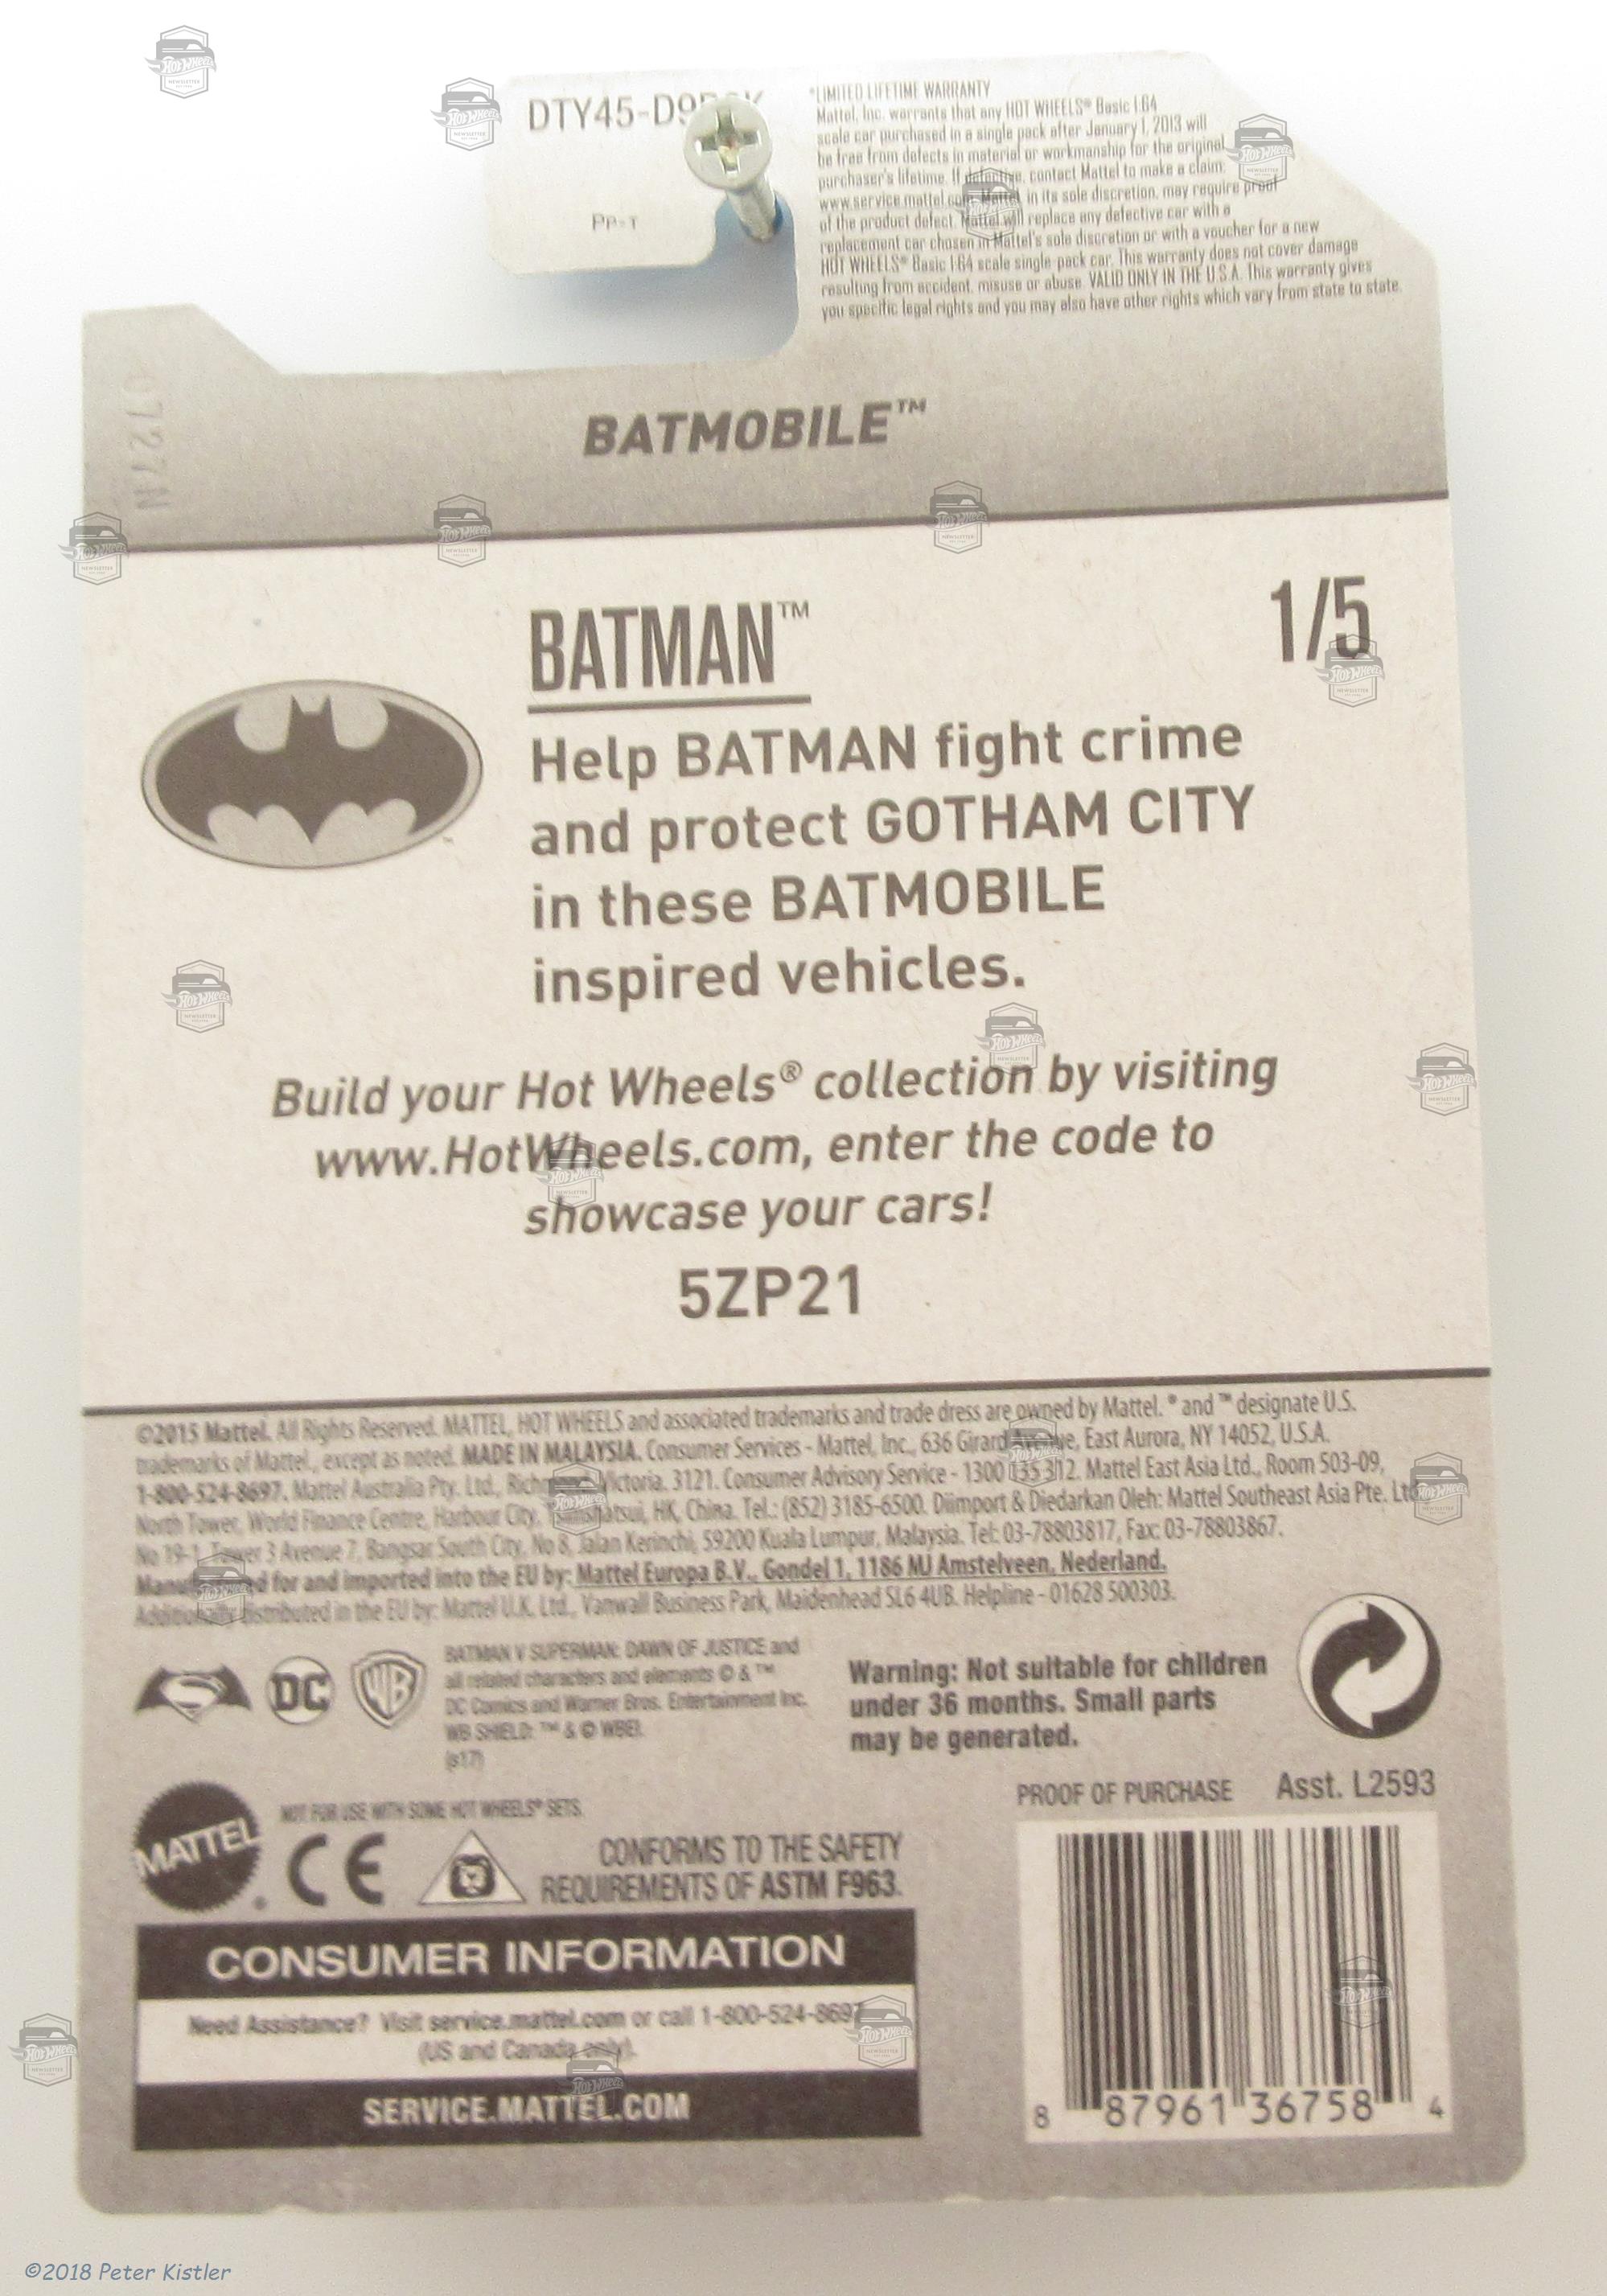 DTY45-D9
Pp-1
*LIMITED LIFETIME WARRANTY
Mattel, Inc. warrants that any HOT WHEELS® Basic 1:64
scale car purchased in a single pack after January 1, 2013 will
be free from defects in material or workmanship for the original
purchaser's lifetime. If defective, contact Mattel to make a claim:
www.service.mattel.com. Mattel, in its sole discretion, may require proof
of the product defect. Mattel will replace any defective car with a
replacement car chosen in Mattel's sole discretion or with a voucher for a new
HOT WHEELS® Basic 1:64 scale single-pack car. This warranty does not cover damage
resulting from accident, misuse or abuse. VALID ONLY IN THE U.S.A. This warranty gives
you specific legal rights and you may also have other rights which vary from state to state.
0727N
BATMOBILE™
BATMAN™
1/5
Help BATMAN fight crime
and protect GOTHAM CITY
in these BATMOBILE
inspired vehicles.
Build your Hot Wheels® collection by visiting
www.HotWheels.com, enter the code to
showcase your cars!
5ZP21
©2015 Mattel. All Rights Reserved. MATTEL, HOT WHEELS and associated trademarks and trade dress are owned by Mattel. ® and ™ designate U.S.
trademarks of Mattel, except as noted. MADE IN MALAYSIA. Consumer Services - Mattel, Inc., 636 Girard Avenue, East Aurora, NY 14052, U.S.A.
1-800-524-8697. Mattel Australia Pty. Ltd., Richmond, Victoria. 3121. Consumer Advisory Service - 1300 135 312. Mattel East Asia Ltd., Room 503-09,
North Tower, World Finance Centre, Harbour City, Tsimshatsui, HK, China. Tel.: (852) 3185-6500. Diimport & Diedarkan Oleh: Mattel Southeast Asia Pte. Ltd.
No 19-1, Tower 3 Avenue 7, Bangsar South City, No 8, Jalan Kerinchi, 59200 Kuala Lumpur, Malaysia. Tel: 03-78803817, Fax: 03-78803867.
Manufactured for and imported into the EU by: Mattel Europa B.V., Gondel 1, 1186 MJ Amstelveen, Nederland.
Additionally distributed in the EU by: Mattel U.K. Ltd., Vanwall Business Park, Maidenhead SL6 4UB. Helpline - 01628 500303.
DC
WB
BATMAN V SUPERMAN: DAWN OF JUSTICE and
all related characters and elements © & ™
DC Comics and Warner Bros. Entertainment Inc.
WB SHIELD: ™ & © WBEI.
(s17)
Warning: Not suitable for children
under 36 months. Small parts
may be generated.
PROOF OF PURCHASE Asst. L2593
MATTEL
NOT FOR USE WITH SOME HOT WHEELS® SETS.
CE
CONFORMS TO THE SAFETY
REQUIREMENTS OF ASTM F963.
CONSUMER INFORMATION
Need Assistance? Visit service.mattel.com or call 1-800-524-8697
(US and Canada only).
SERVICE.MATTEL.COM
8 87961 36758 4
©2018 Peter Kistler